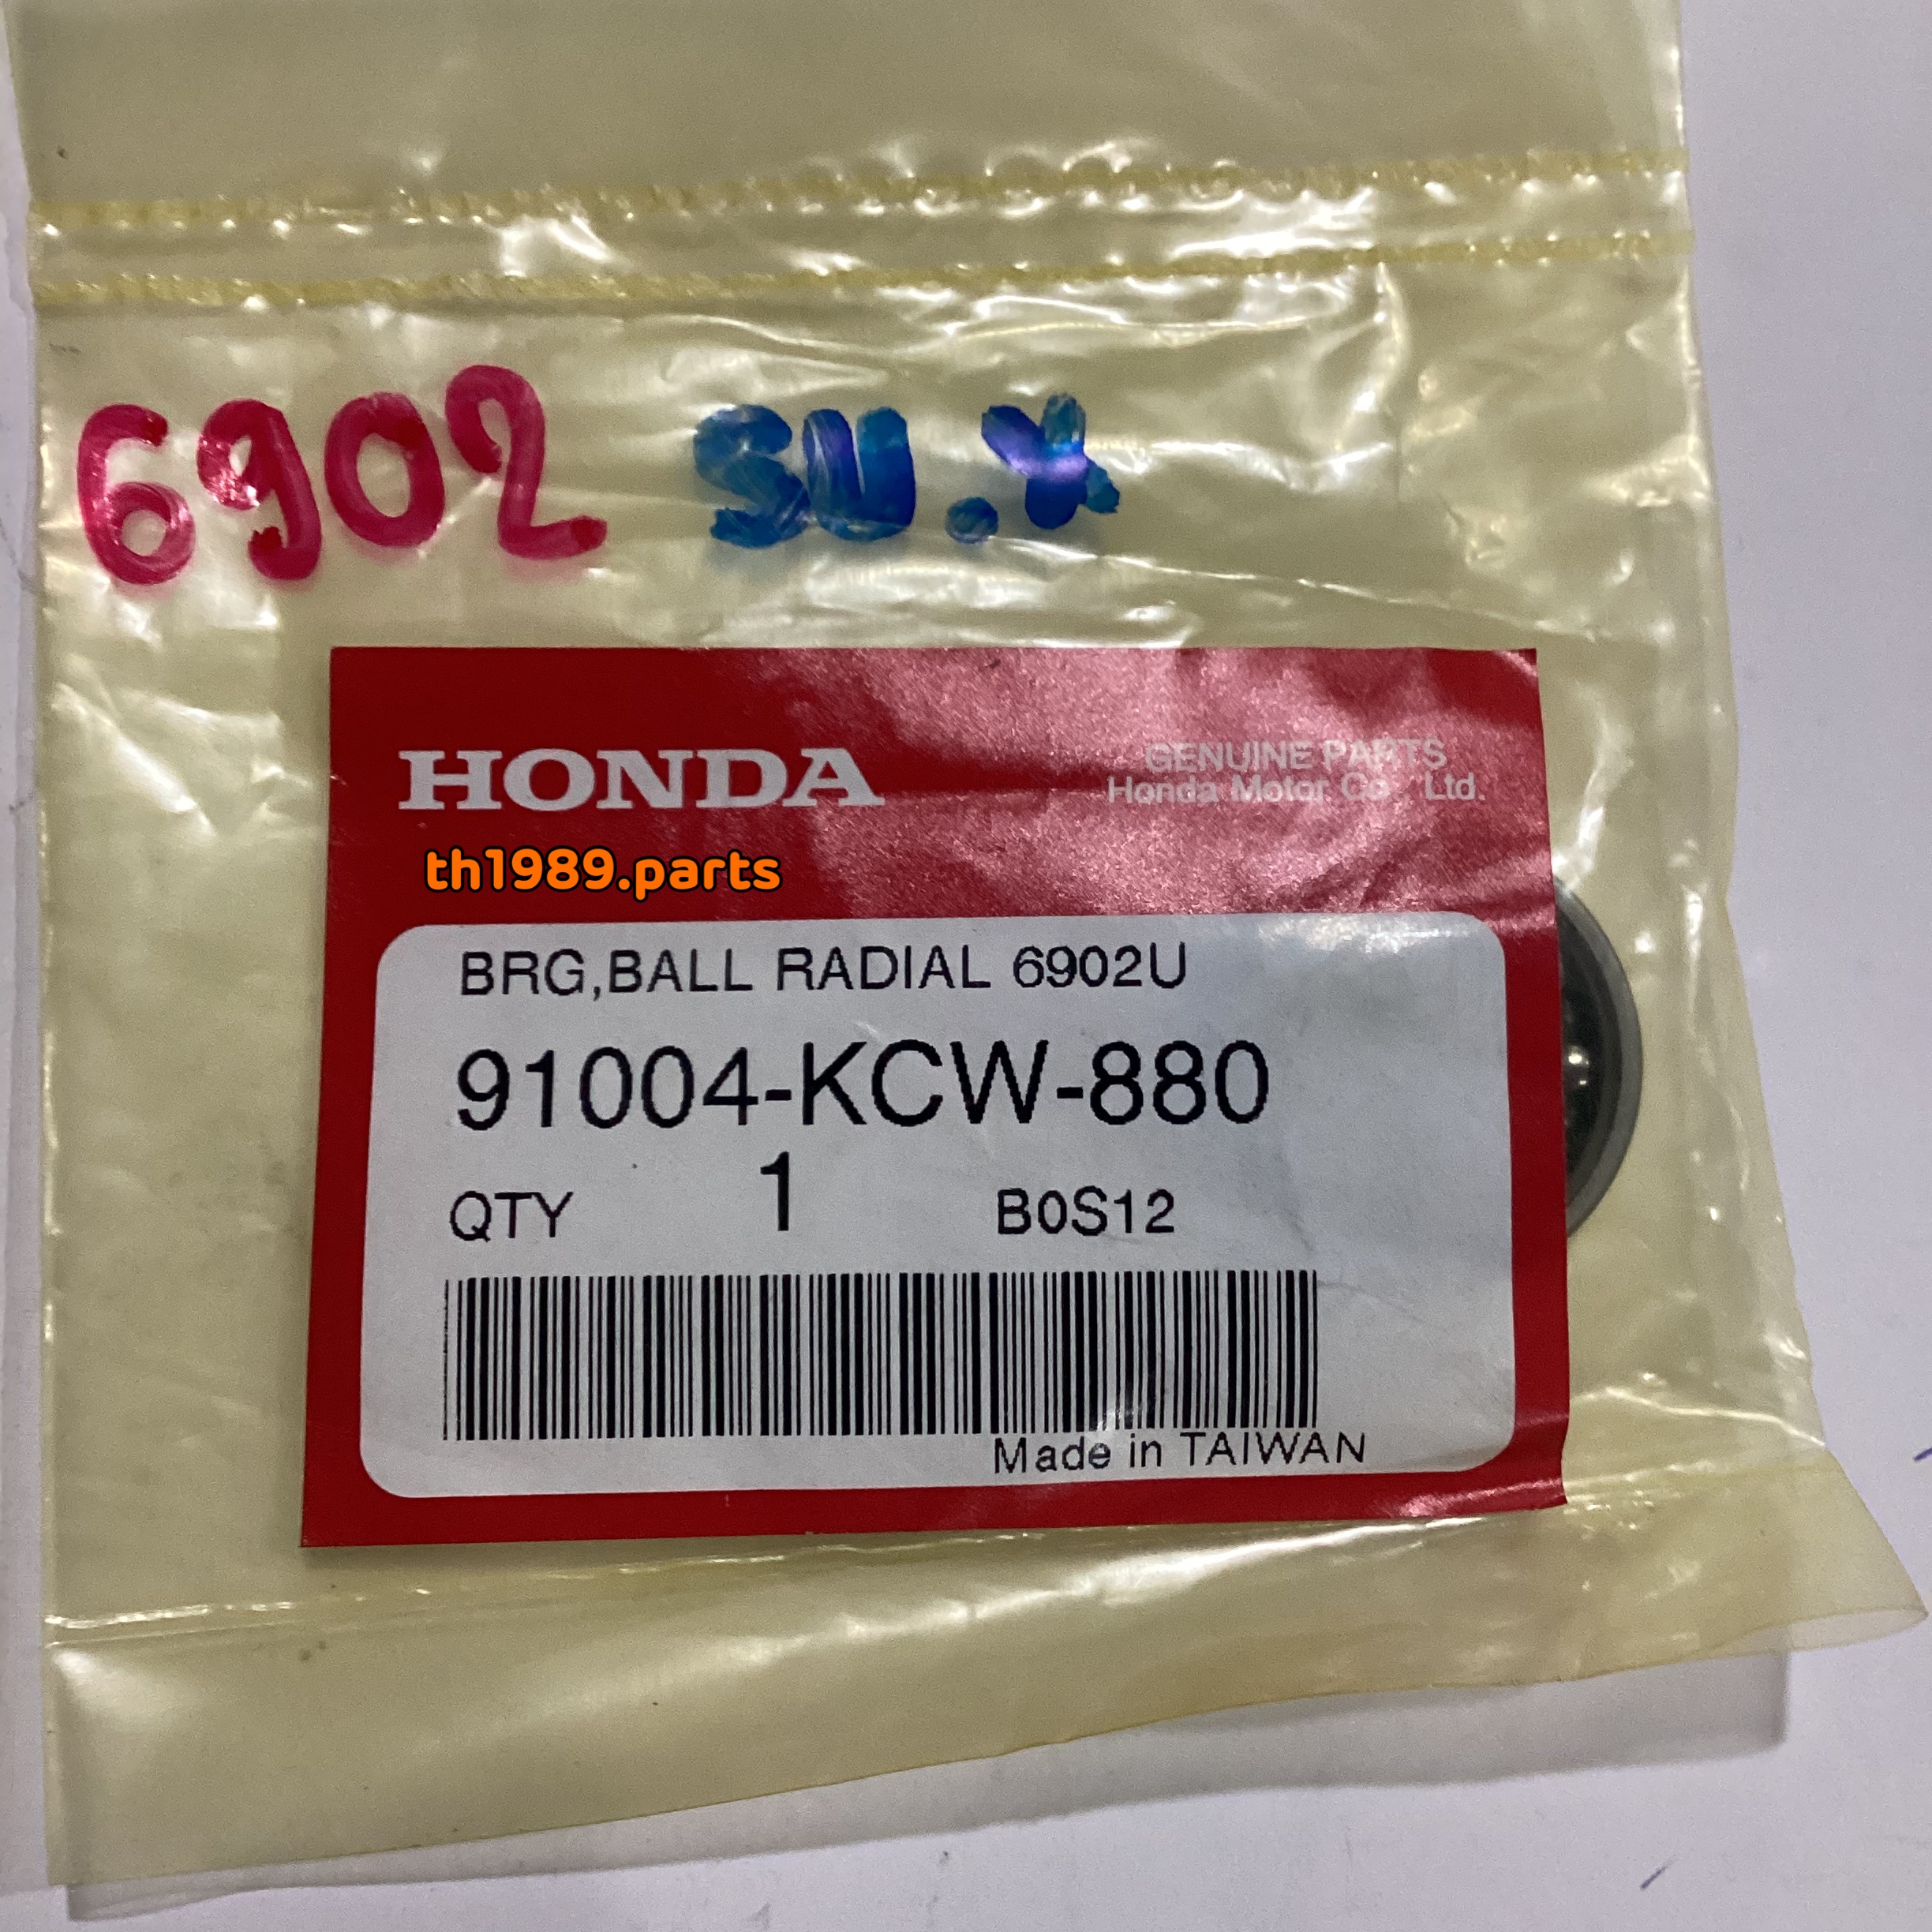 6902
HONDA
GENUINE PARTS
Honda Motor Co., Ltd.
th1989.parts
BRG,BALL RADIAL 6902U
91004-KCW-880
QTY 1 B0S12
Made in TAIWAN